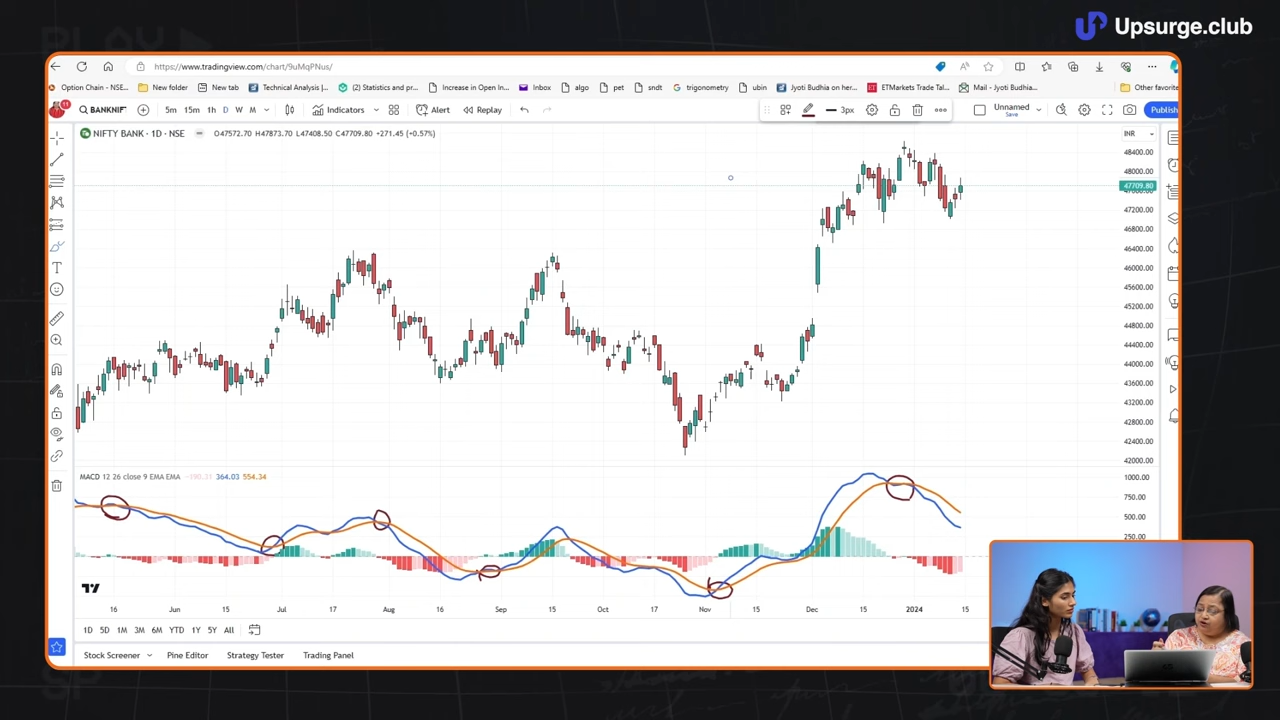 Upsurge.club
https://www.tradingview.com/chart/9uMqPNus/
Option Chain - NSE... New folder New tab Technical Analysis |... (2) Statistics and pr... Increase in Open In... Inbox algo pet sndt trigonometry ubin Jyoti Budhia on her... ETMarkets Trade Tal... Mail - Jyoti Budhia... Other favorite
11 BANKNIF 5m 15m 1h D W M Indicators Alert Replay 3px Unnamed Save Publish
NIFTY BANK · 1D · NSE O47572.70 H47873.70 L47408.50 C47709.80 +271.45 (+0.57%)
INR
48400.00
48000.00
47709.80
47200.00
46800.00
46400.00
46000.00
45600.00
45200.00
44800.00
44400.00
44000.00
43600.00
43200.00
42800.00
42400.00
42000.00
MACD 12 26 close 9 EMA EMA -190.31 364.03 554.34
1000.00
750.00
500.00
250.00
16 Jun 15 Jul 17 Aug 16 Sep 15 Oct 17 Nov 15 Dec 15 2024 15
1D 5D 1M 3M 6M YTD 1Y 5Y All
Stock Screener Pine Editor Strategy Tester Trading Panel